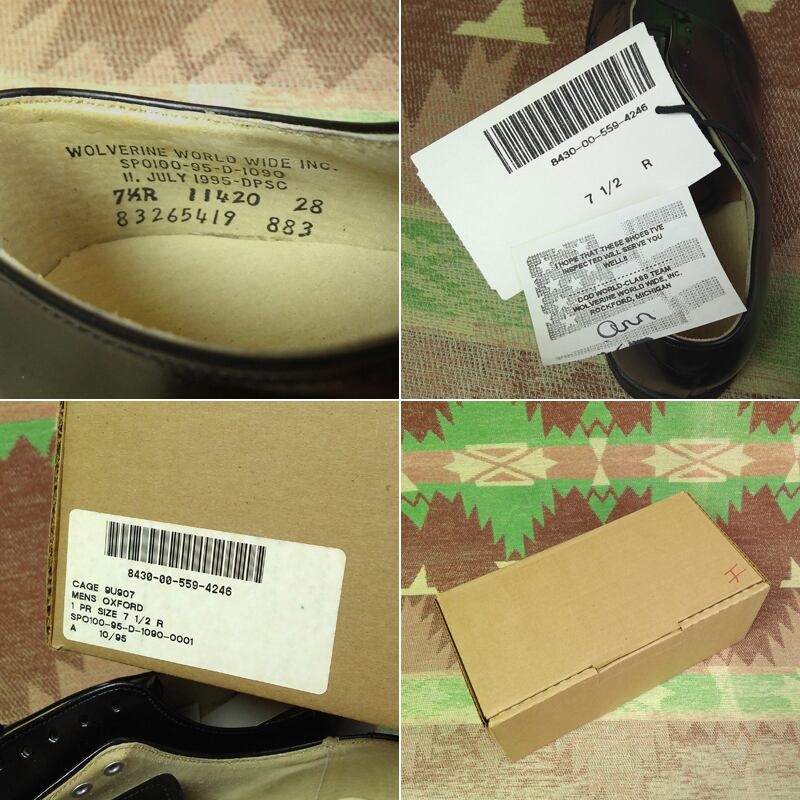 WOLVERINE WORLD WIDE INC.
SPO100-95-D-1090
11. JULY 1995-DPSC
7½R 11420 28
83265419 883
8430-00-559-4246
7 1/2 R
I HOPE THAT THESE SHOES I'VE
INSPECTED WILL SERVE YOU
WELL!!
DOD WORLD-CLASS TEAM
WOLVERINE WORLD WIDE, INC.
ROCKFORD, MICHIGAN
8430-00-559-4246
CAGE 9U907
MENS OXFORD
1 PR SIZE 7 1/2 R
SPO100-95-D-1090-0001
A 10/95